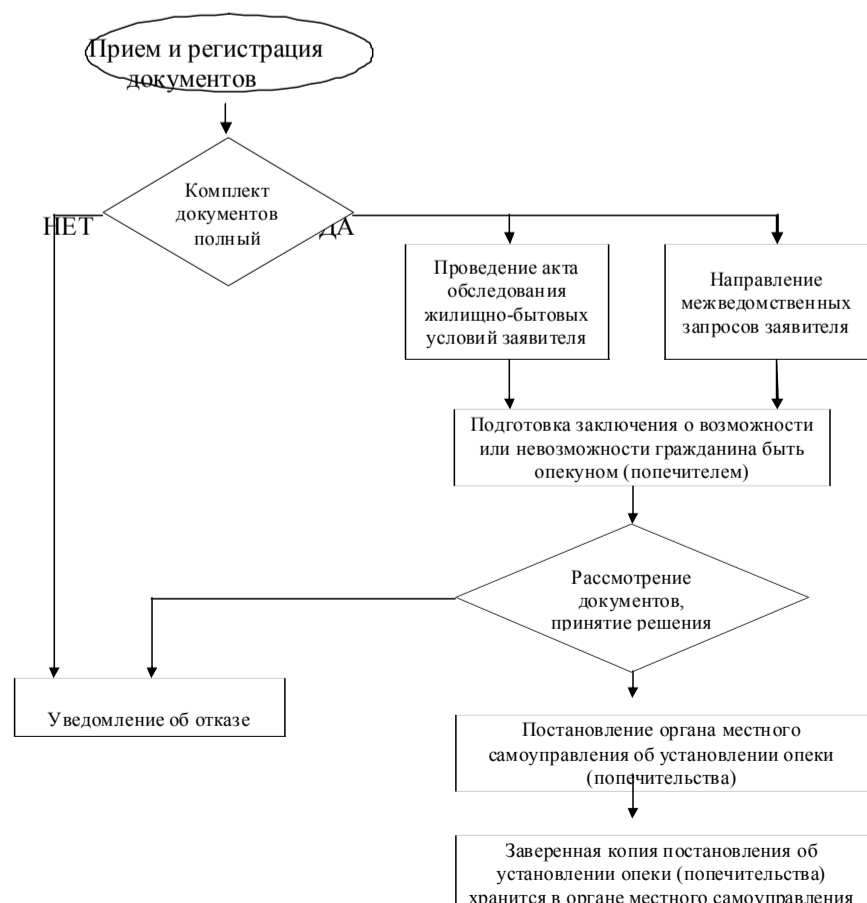 Прием и регистрация
документов
Комплект
документов
полный
НЕТ
ДА
Проведение акта
обследования
жилищно-бытовых
условий заявителя
Направление
межведомственных
запросов заявителя
Подготовка заключения о возможности
или невозможности гражданина быть
опекуном (попечителем)
Рассмотрение
документов,
принятие решения
Уведомление об отказе
Постановление органа местного
самоуправления об установлении опеки
(попечительства)
Заверенная копия постановления об
установлении опеки (попечительства)
хранится в органе местного самоуправления